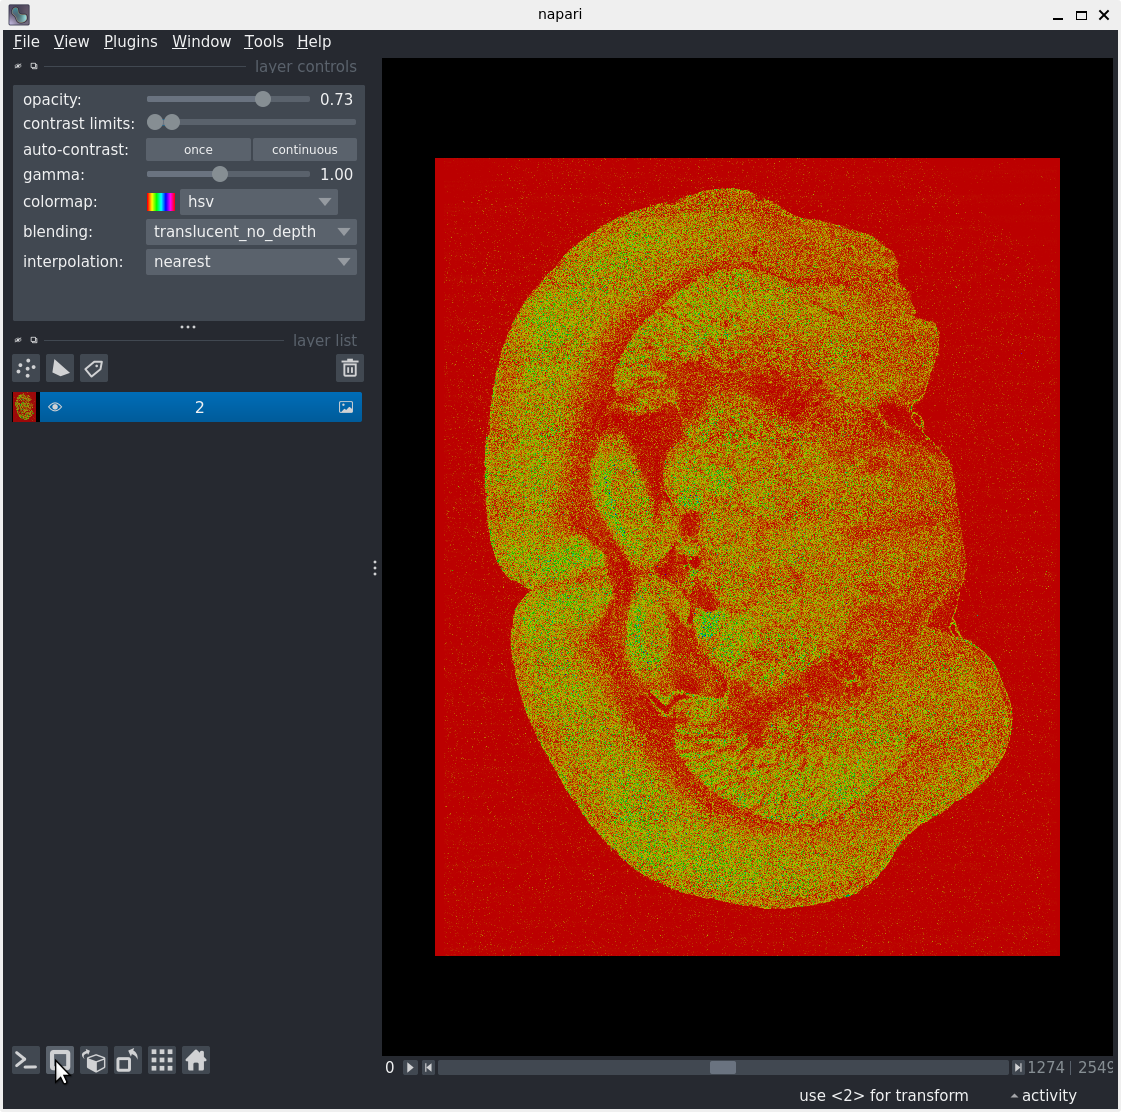 napari
File View Plugins Window Tools Help
layer controls
opacity: 0.73
contrast limits:
auto-contrast: once continuous
gamma: 1.00
colormap: hsv
blending: translucent_no_depth
interpolation: nearest
layer list
2
0 1274 2549
use <2> for transform activity